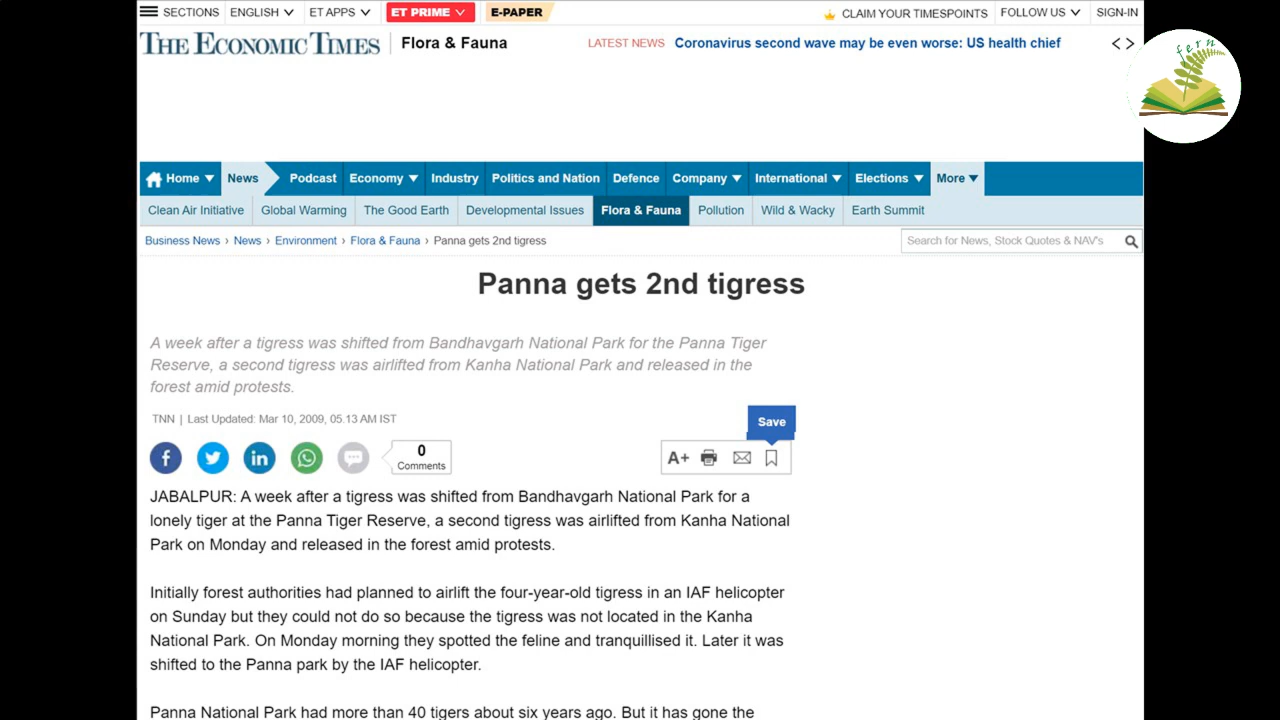 SECTIONS ENGLISH ET APPS ET PRIME E-PAPER CLAIM YOUR TIMESPOINTS FOLLOW US SIGN-IN
THE ECONOMIC TIMES Flora & Fauna LATEST NEWS Coronavirus second wave may be even worse: US health chief
fern
Home News Podcast Economy Industry Politics and Nation Defence Company International Elections More
Clean Air Initiative Global Warming The Good Earth Developmental Issues Flora & Fauna Pollution Wild & Wacky Earth Summit
Business News › News › Environment › Flora & Fauna › Panna gets 2nd tigress Search for News, Stock Quotes & NAV's
Panna gets 2nd tigress
A week after a tigress was shifted from Bandhavgarh National Park for the Panna Tiger
Reserve, a second tigress was airlifted from Kanha National Park and released in the
forest amid protests.
TNN | Last Updated: Mar 10, 2009, 05.13 AM IST
Save
0
Comments
A+
JABALPUR: A week after a tigress was shifted from Bandhavgarh National Park for a
lonely tiger at the Panna Tiger Reserve, a second tigress was airlifted from Kanha National
Park on Monday and released in the forest amid protests.
Initially forest authorities had planned to airlift the four-year-old tigress in an IAF helicopter
on Sunday but they could not do so because the tigress was not located in the Kanha
National Park. On Monday morning they spotted the feline and tranquillised it. Later it was
shifted to the Panna park by the IAF helicopter.
Panna National Park had more than 40 tigers about six years ago. But it has gone the